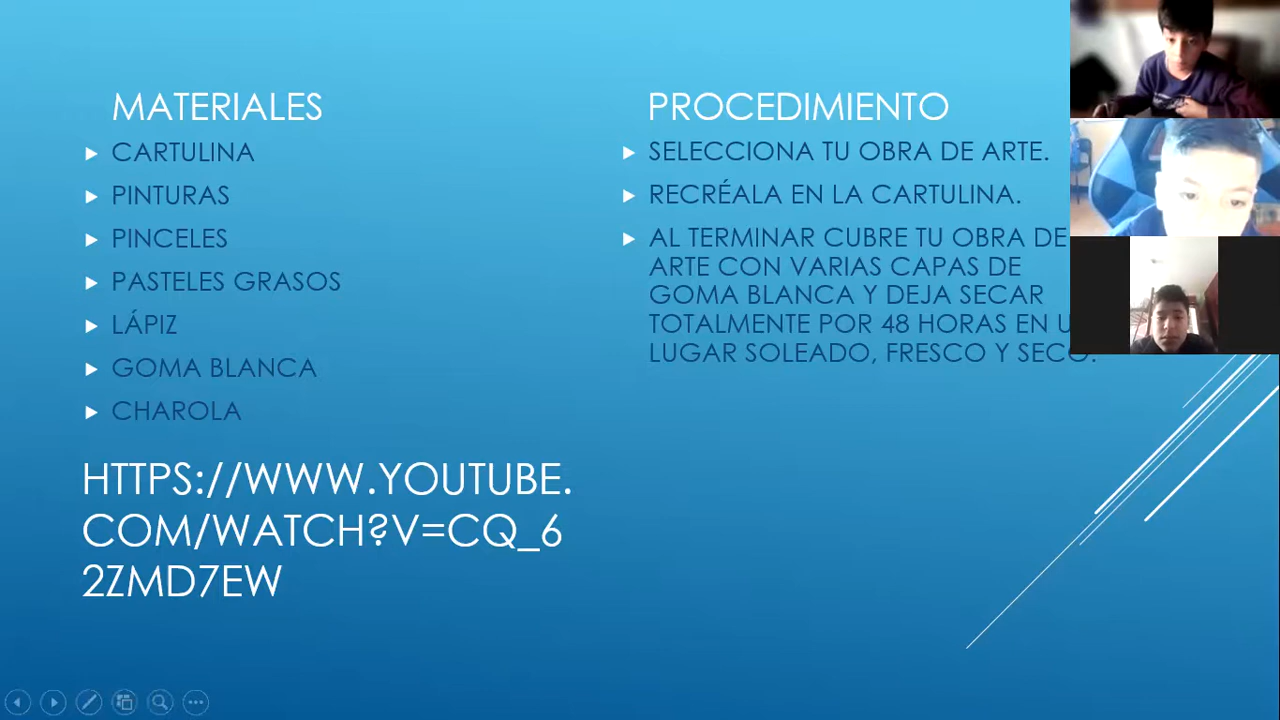 MATERIALES
CARTULINA
PINTURAS
PINCELES
PASTELES GRASOS
LÁPIZ
GOMA BLANCA
CHAROLA
HTTPS://WWW.YOUTUBE.
COM/WATCH?V=CQ_6
2ZMD7EW
PROCEDIMIENTO
SELECCIONA TU OBRA DE ARTE.
RECRÉALA EN LA CARTULINA.
AL TERMINAR CUBRE TU OBRA DE
ARTE CON VARIAS CAPAS DE
GOMA BLANCA Y DEJA SECAR
TOTALMENTE POR 48 HORAS EN
LUGAR SOLEADO, FRESCO Y SECO.